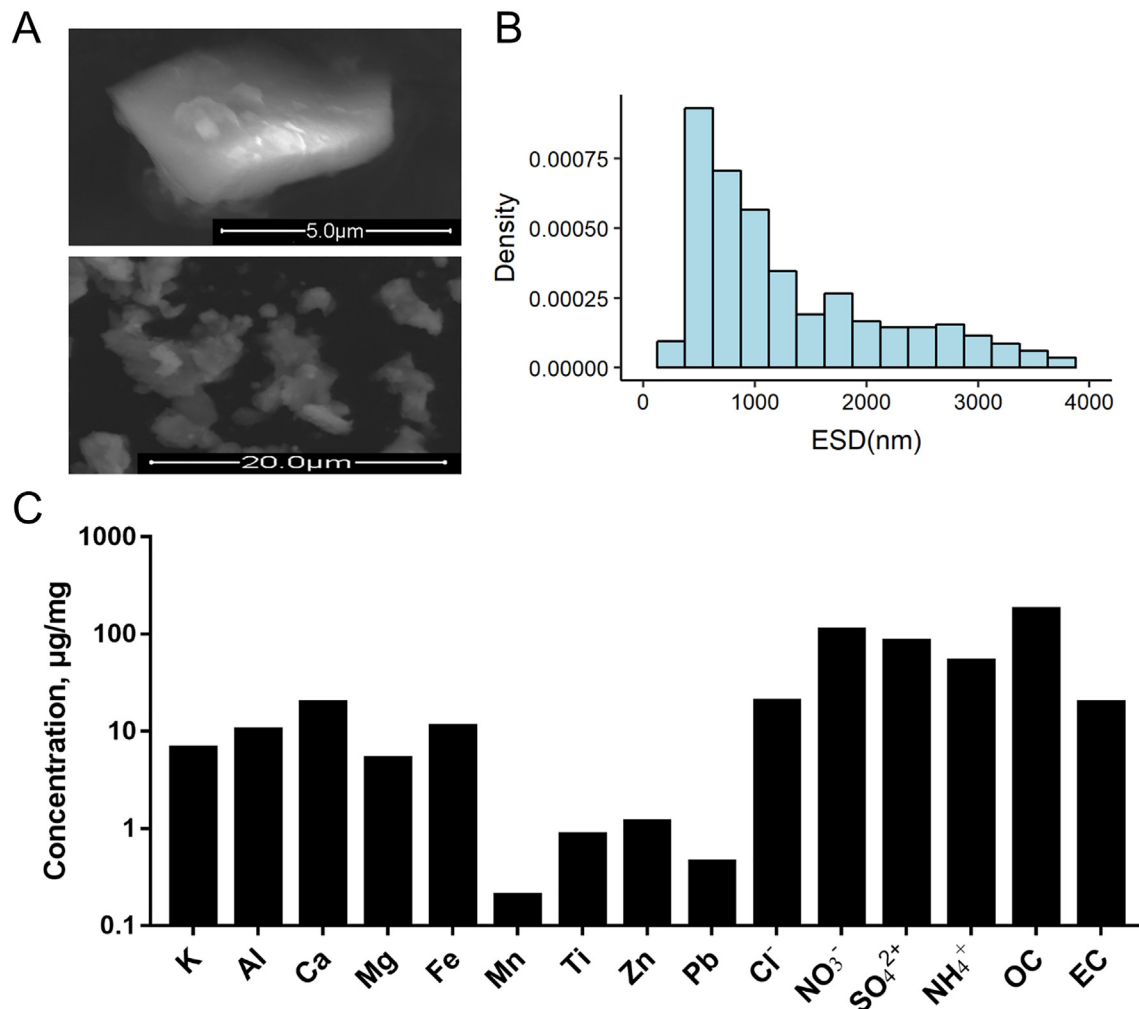 A
B
5.0µm
20.0µm
Density
0.00075
0.00050
0.00025
0.00000
0 1000 2000 3000 4000
ESD(nm)
C
Concentration, µg/mg
1000
100
10
1
0.1
K Al Ca Mg Fe Mn Ti Zn Pb Cl⁻ NO₃⁻ SO₄²⁺ NH₄⁺ OC EC